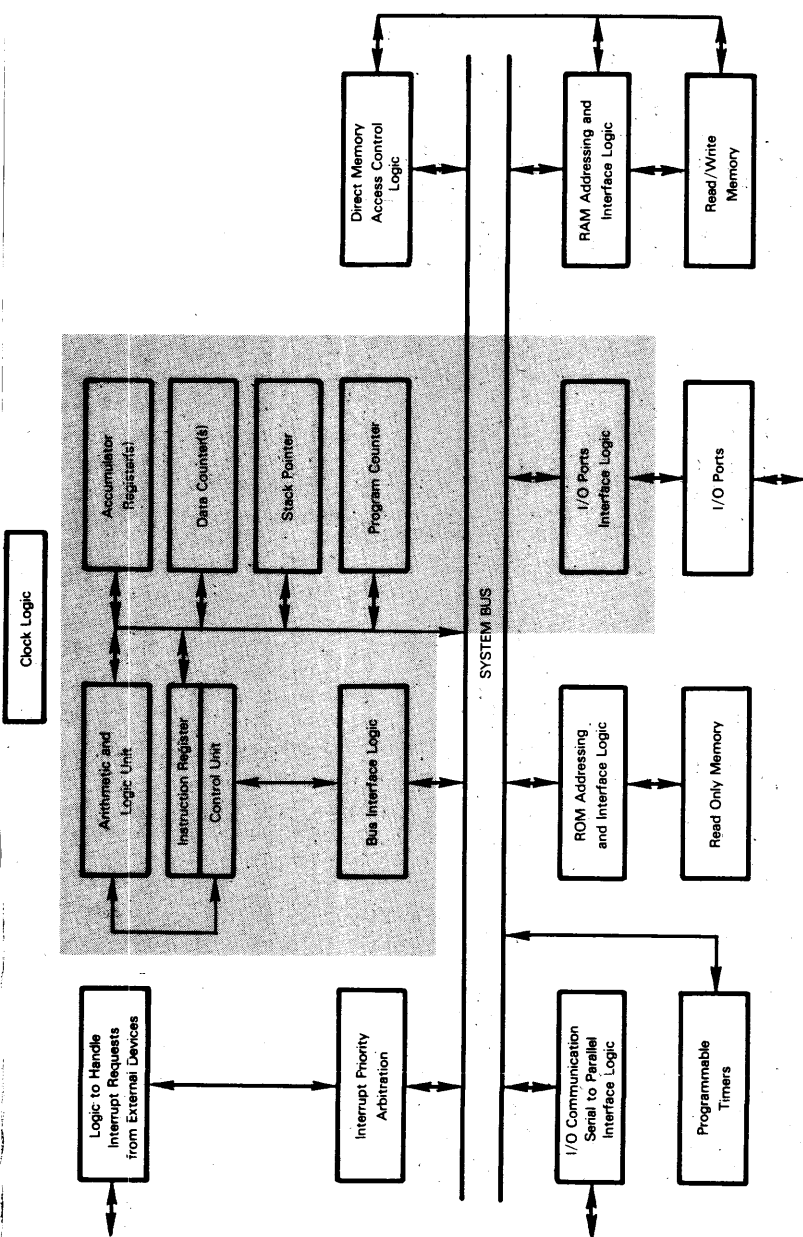 Clock Logic
Logic to Handle
Interrupt Requests
from External Devices
Arithmetic and
Logic Unit
Accumulator
Register(s)
Instruction Register
Control Unit
Data Counter(s)
Stack Pointer
Interrupt Priority
Arbitration
Bus Interface Logic
Program Counter
Direct Memory
Access Control
Logic
SYSTEM BUS
I/O Communication
Serial to Parallel
Interface Logic
ROM Addressing
and Interface Logic
I/O Ports
Interface Logic
RAM Addressing and
Interface Logic
Programmable
Timers
Read Only Memory
I/O Ports
Read/Write
Memory